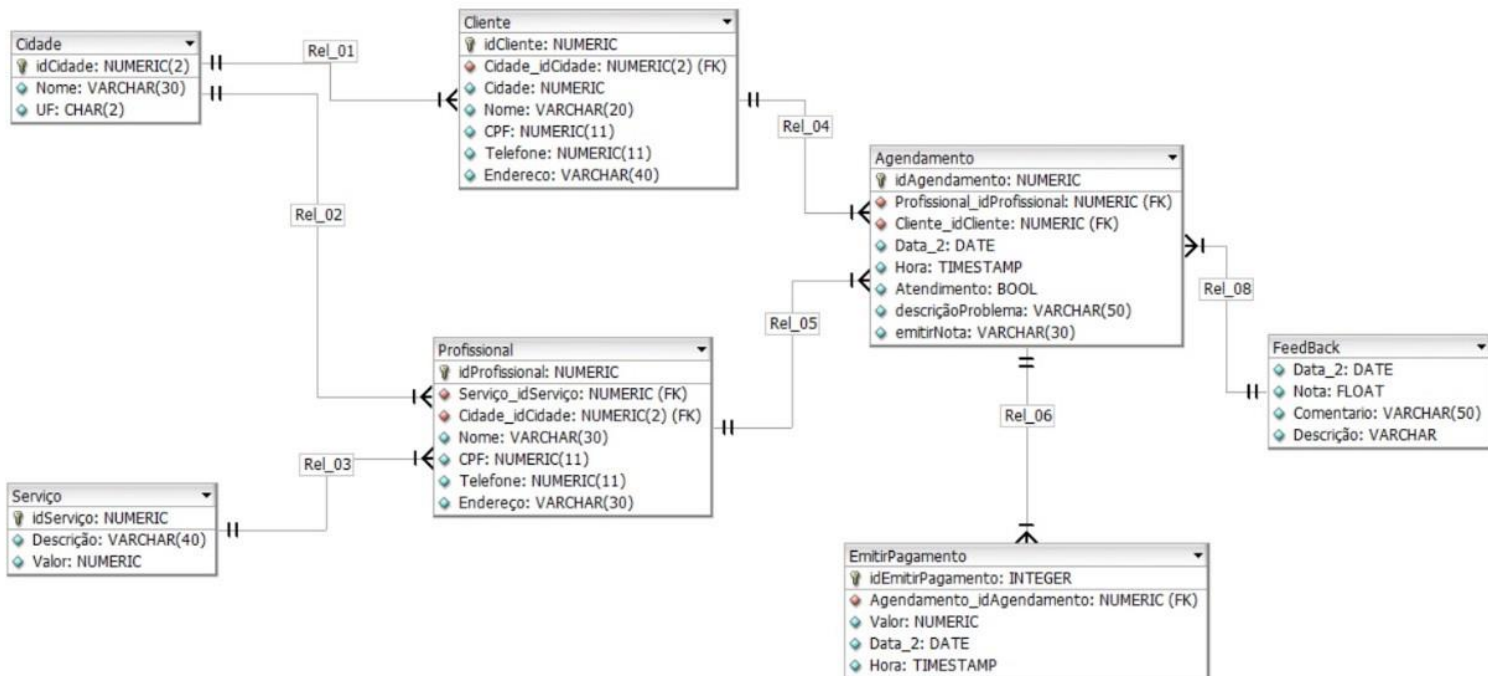 Cidade
idCidade: NUMERIC(2)
Nome: VARCHAR(30)
UF: CHAR(2)
Rel_01
Cliente
idCliente: NUMERIC
Cidade_idCidade: NUMERIC(2) (FK)
Cidade: NUMERIC
Nome: VARCHAR(20)
CPF: NUMERIC(11)
Telefone: NUMERIC(11)
Endereco: VARCHAR(40)
Rel_04
Rel_02
Agendamento
idAgendamento: NUMERIC
Profissional_idProfissional: NUMERIC (FK)
Cliente_idCliente: NUMERIC (FK)
Data_2: DATE
Hora: TIMESTAMP
Atendimento: BOOL
descriçãoProblema: VARCHAR(50)
emitirNota: VARCHAR(30)
Rel_08
Rel_05
Profissional
idProfissional: NUMERIC
Serviço_idServiço: NUMERIC (FK)
Cidade_idCidade: NUMERIC(2) (FK)
Nome: VARCHAR(30)
CPF: NUMERIC(11)
Telefone: NUMERIC(11)
Endereço: VARCHAR(30)
FeedBack
Data_2: DATE
Nota: FLOAT
Comentario: VARCHAR(50)
Descrição: VARCHAR
Rel_06
Rel_03
Serviço
idServiço: NUMERIC
Descrição: VARCHAR(40)
Valor: NUMERIC
EmitirPagamento
idEmitirPagamento: INTEGER
Agendamento_idAgendamento: NUMERIC (FK)
Valor: NUMERIC
Data_2: DATE
Hora: TIMESTAMP